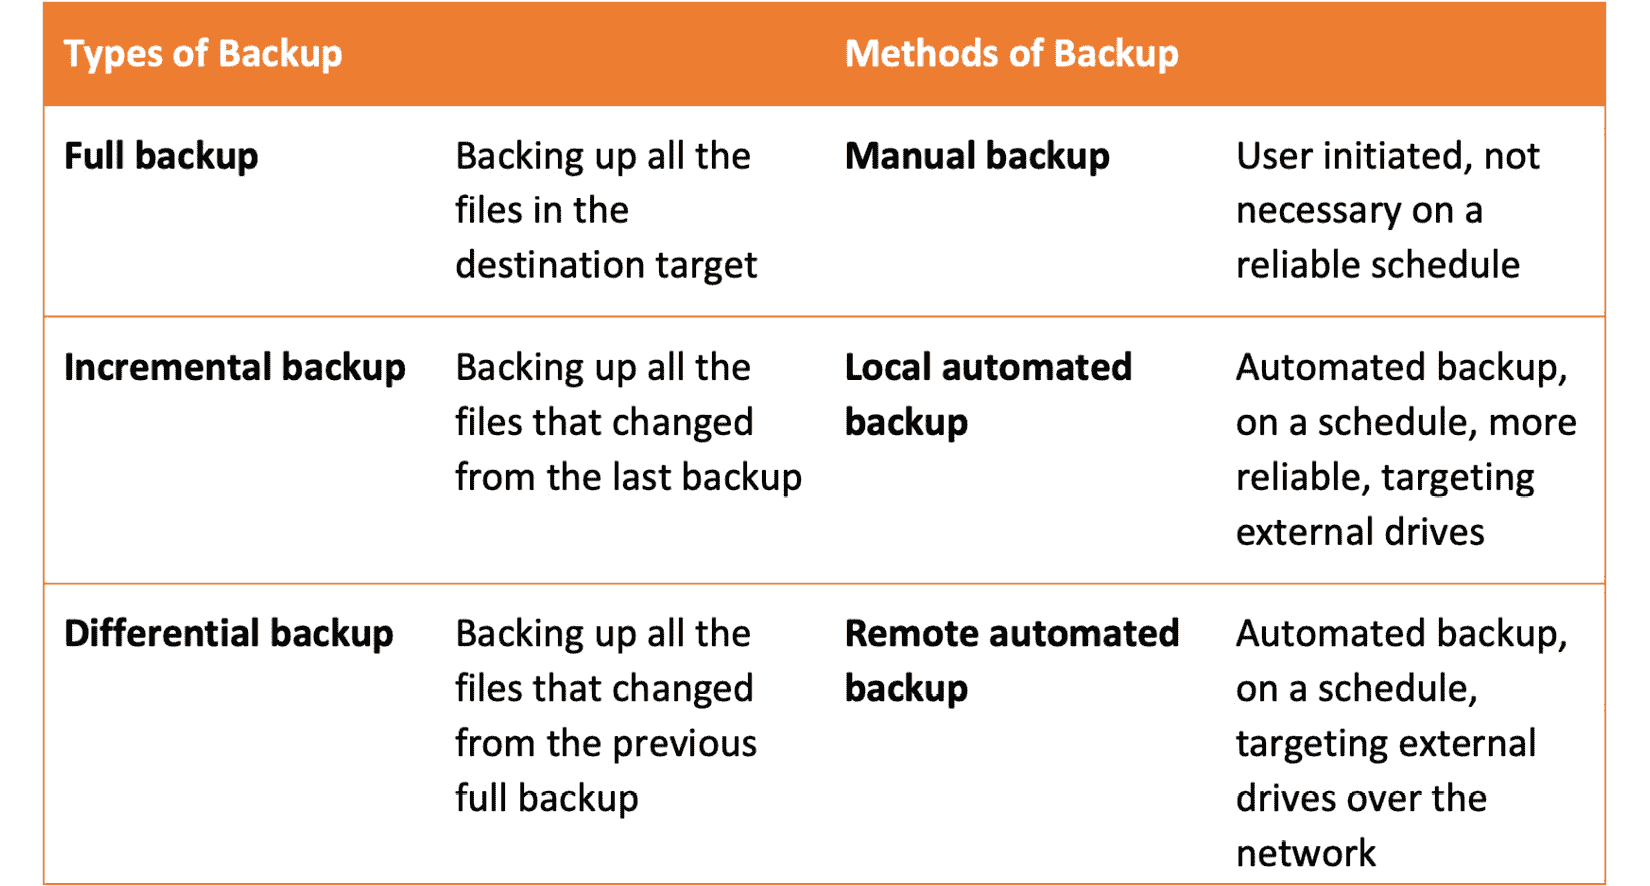 Types of Backup
Methods of Backup
Full backup
Backing up all the
files in the
destination target
Manual backup
User initiated, not
necessary on a
reliable schedule
Incremental backup
Backing up all the
files that changed
from the last backup
Local automated
backup
Automated backup,
on a schedule, more
reliable, targeting
external drives
Differential backup
Backing up all the
files that changed
from the previous
full backup
Remote automated
backup
Automated backup,
on a schedule,
targeting external
drives over the
network